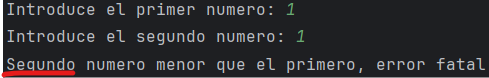 Introduce el primer numero: 1
Introduce el segundo numero: 1
Segundo numero menor que el primero, error fatal